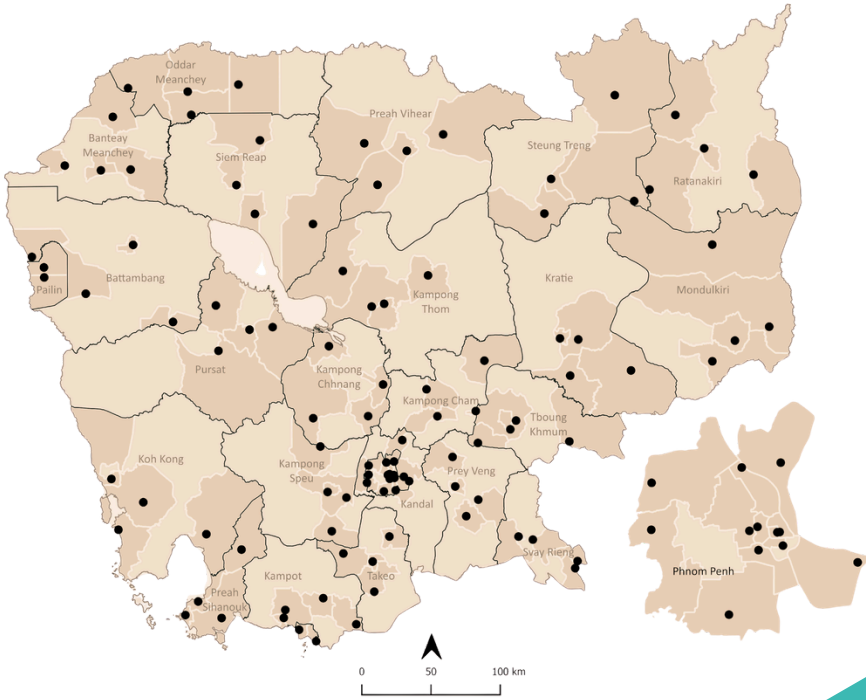 Oddar
Meanchey
Preah Vihear
Banteay
Meanchey
Siem Reap
Steung Treng
Ratanakiri
Battambang
Pailin
Kampong
Thom
Kratie
Mondulkiri
Pursat
Kampong
Chhnang
Kampong Cham
Tboung
Khmum
Koh Kong
Kampong
Speu
Prey Veng
Kandal
Svay Rieng
Phnom Penh
Preah
Sihanouk
Kampot
Takeo
0 50 100 km